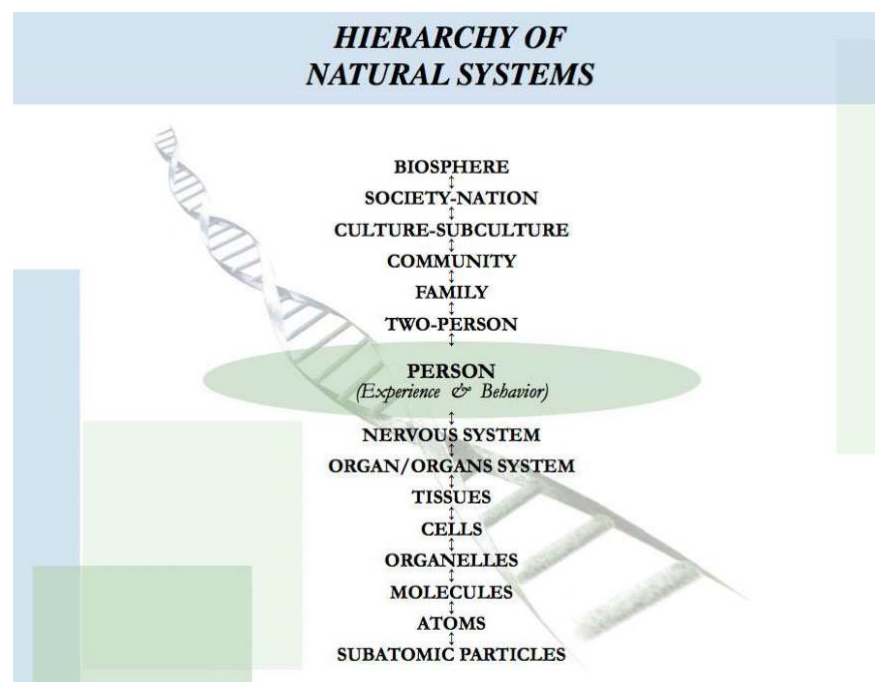 HIERARCHY OF
NATURAL SYSTEMS
BIOSPHERE
SOCIETY-NATION
CULTURE-SUBCULTURE
COMMUNITY
FAMILY
TWO-PERSON
PERSON
(Experience & Behavior)
NERVOUS SYSTEM
ORGAN/ORGANS SYSTEM
TISSUES
CELLS
ORGANELLES
MOLECULES
ATOMS
SUBATOMIC PARTICLES